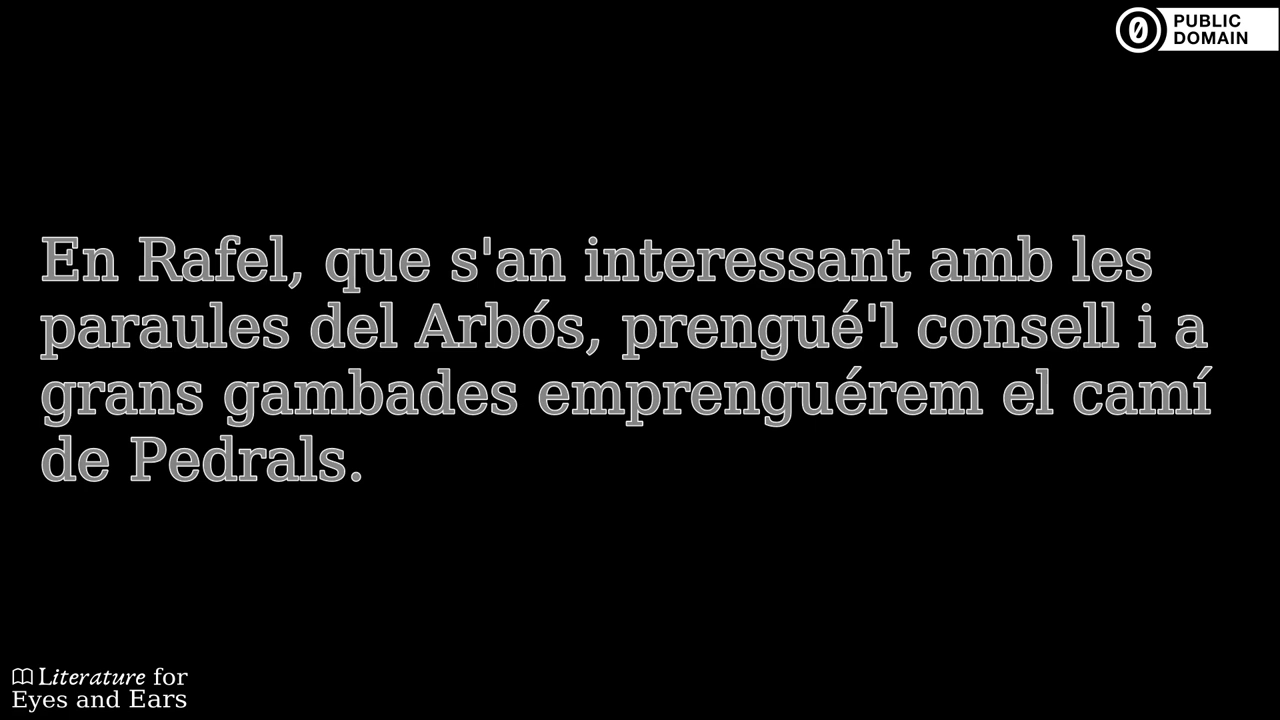 PUBLIC
DOMAIN
En Rafel, que s'an interessant amb les
paraules del Arbós, prengué'l consell i a
grans gambades emprenguérem el camí
de Pedrals.
Literature for
Eyes and Ears